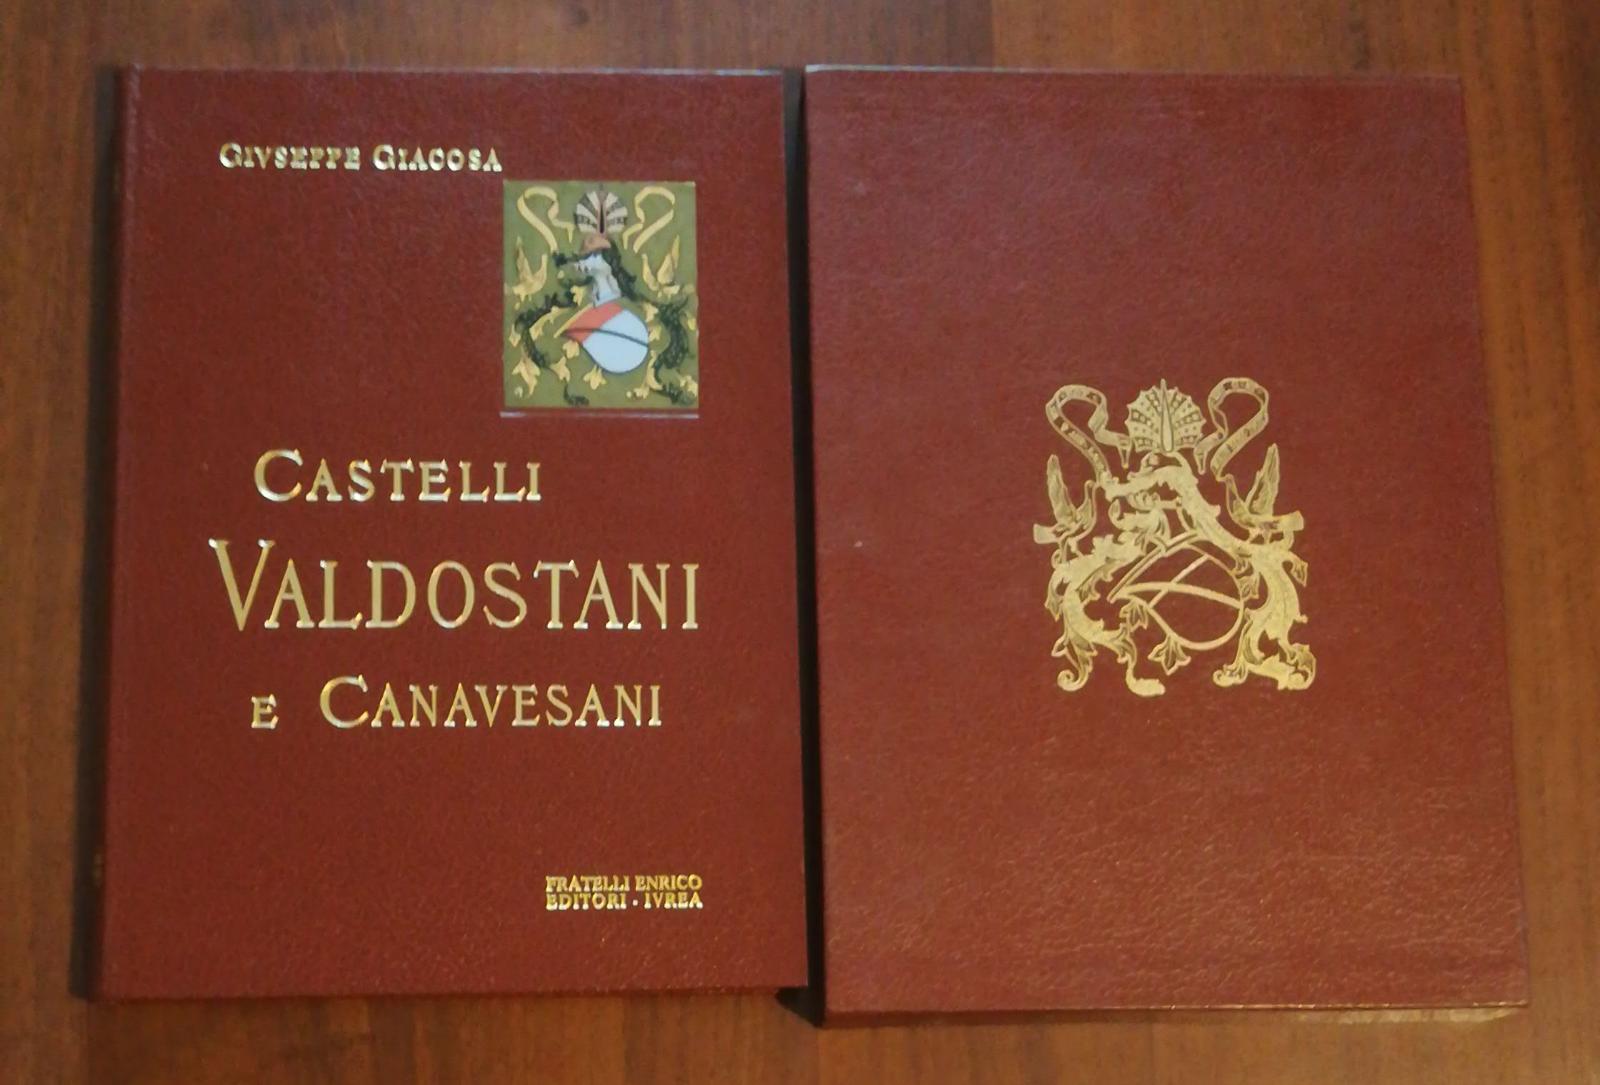 GIVSEPPE GIACOSA
CASTELLI
VALDOSTANI
E CANAVESANI
FRATELLI ENRICO
EDITORI - IVREA